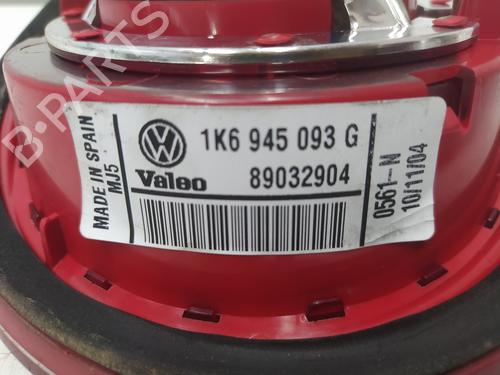 B-PARTS
MADE IN SPAIN
MJ5
1K6 945 093 G
Valeo 89032904
0561-N
10/11/04